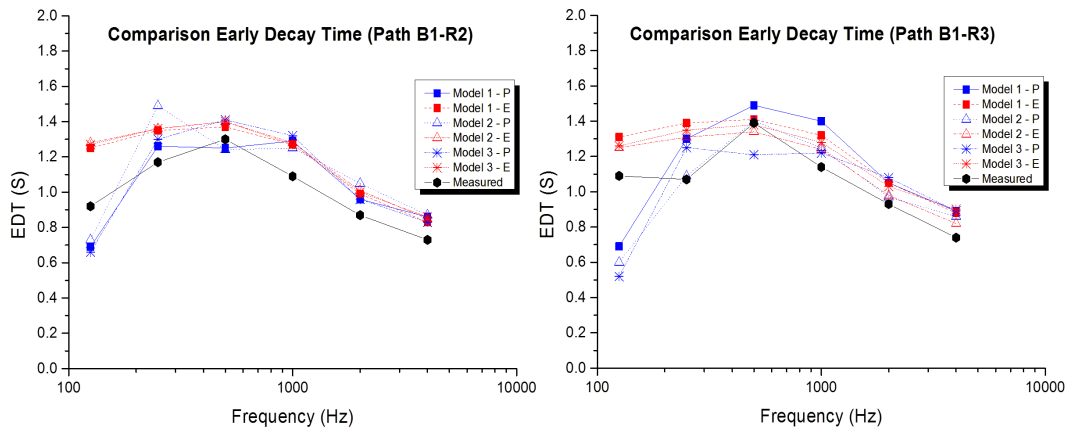 Comparison Early Decay Time (Path B1-R2)
2.0
1.8
1.6
1.4
1.2
1.0
0.8
0.6
0.4
0.2
0.0
EDT (S)
Model 1 - P
Model 1 - E
Model 2 - P
Model 2 - E
Model 3 - P
Model 3 - E
Measured
100
1000
10000
Frequency (Hz)
Comparison Early Decay Time (Path B1-R3)
2.0
1.8
1.6
1.4
1.2
1.0
0.8
0.6
0.4
0.2
0.0
EDT (S)
Model 1 - P
Model 1 - E
Model 2 - P
Model 2 - E
Model 3 - P
Model 3 - E
Measured
100
1000
10000
Frequency (Hz)